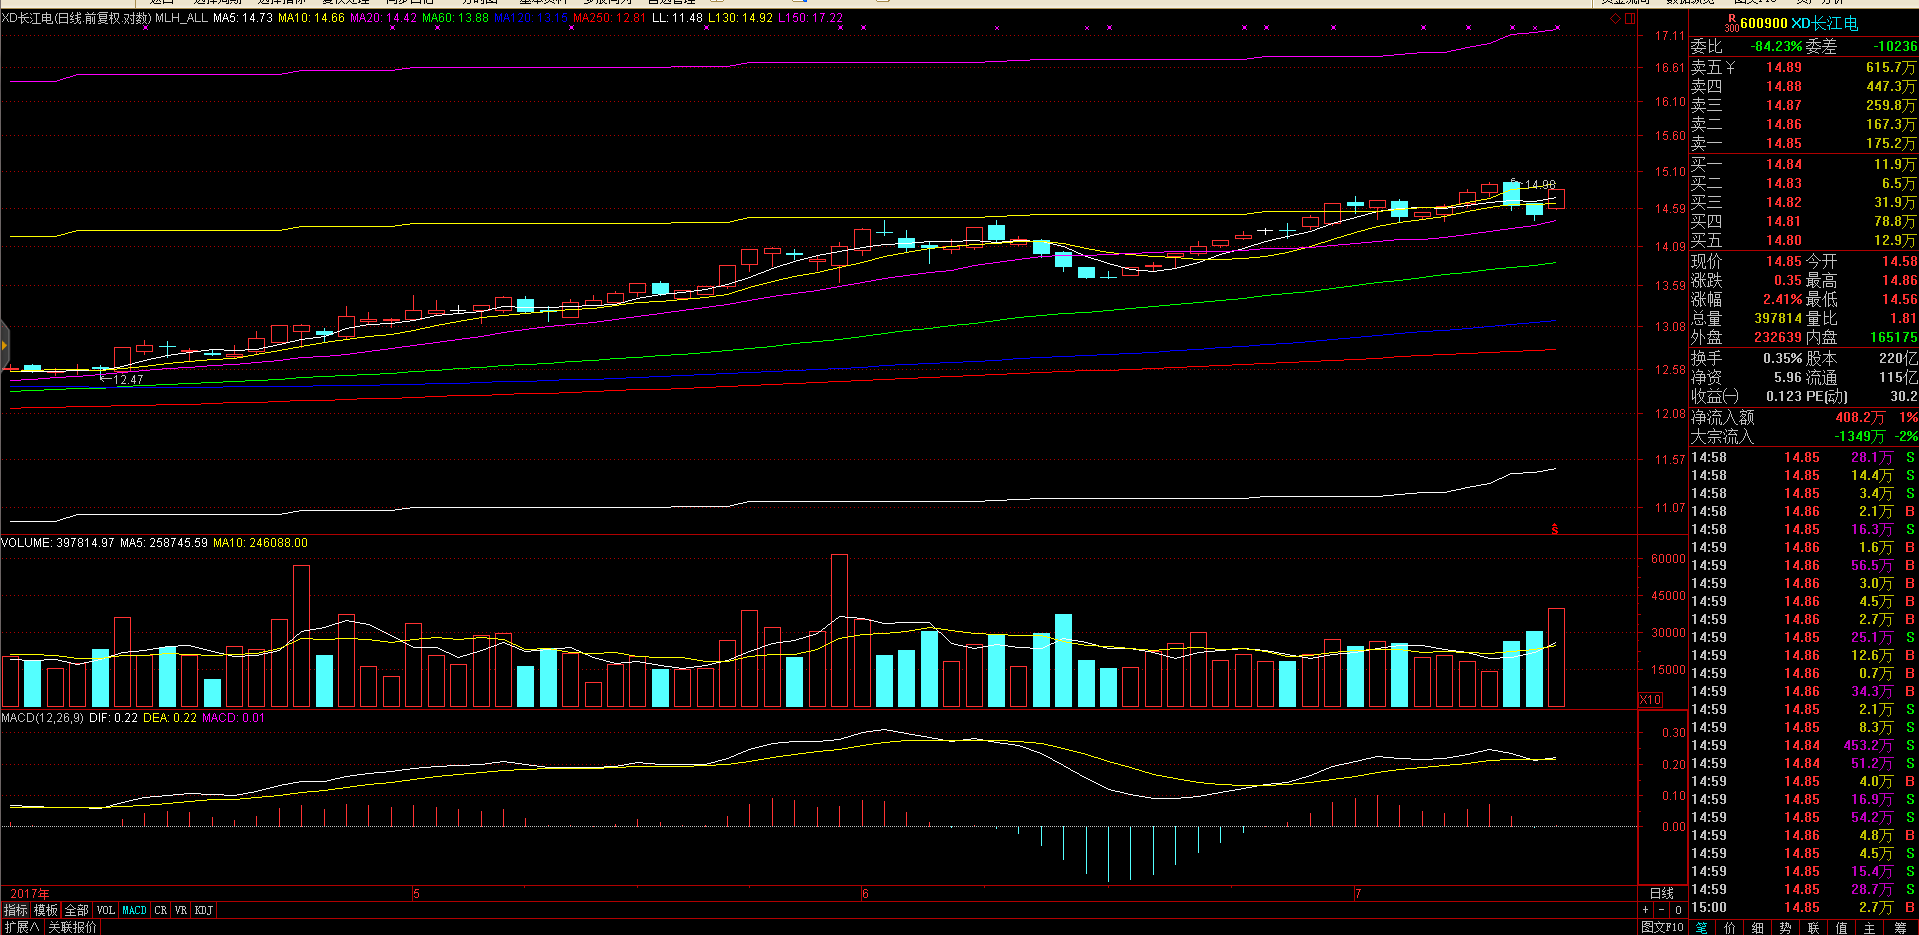 XD长江电(日线.前复权.对数) MLH_ALL MA5: 14.73 MA10: 14.66 MA20: 14.42 MA60: 13.88 MA120: 13.15 MA250: 12.81 LL: 11.48 L130: 14.92 L150: 17.22
17.11
16.61
16.10
15.60
15.10
14.59
14.09
13.59
13.08
12.58
12.08
11.57
11.07
14.90
12.47
S
VOLUME: 397814.97 MA5: 258745.59 MA10: 246088.00
60000
45000
30000
15000
X10
MACD(12,26,9) DIF: 0.22 DEA: 0.22 MACD: 0.01
0.30
0.20
0.10
0.00
2017年 5 6 7 日线
指标 模板 全部 VOL MACD CR VR KDJ + - 0
扩展∧ 关联报价 图文F10
R 300 600900 XD长江电
委比 -84.23% 委差 -10236
卖五 ¥ 14.89 615.7万
卖四 14.88 447.3万
卖三 14.87 259.8万
卖二 14.86 167.3万
卖一 14.85 175.2万
买一 14.84 11.9万
买二 14.83 6.5万
买三 14.82 31.9万
买四 14.81 78.8万
买五 14.80 12.9万
现价 14.85 今开 14.58
涨跌 0.35 最高 14.86
涨幅 2.41% 最低 14.56
总量 397814 量比 1.81
外盘 232639 内盘 165175
换手 0.35% 股本 220亿
净资 5.96 流通 115亿
收益(一) 0.123 PE(动) 30.2
净流入额 408.2万 1%
大宗流入 -1349万 -2%
14:58 14.85 28.1万 S
14:58 14.85 14.4万 S
14:58 14.85 3.4万 S
14:58 14.86 2.1万 B
14:58 14.85 16.3万 S
14:59 14.86 1.6万 B
14:59 14.86 56.5万 B
14:59 14.86 3.0万 B
14:59 14.86 4.5万 B
14:59 14.86 2.7万 B
14:59 14.85 25.1万 S
14:59 14.86 12.6万 B
14:59 14.86 0.7万 B
14:59 14.86 34.3万 B
14:59 14.85 2.1万 S
14:59 14.85 8.3万 S
14:59 14.84 453.2万 S
14:59 14.84 51.2万 S
14:59 14.85 4.0万 B
14:59 14.85 16.9万 S
14:59 14.85 54.2万 S
14:59 14.86 4.8万 B
14:59 14.85 4.5万 S
14:59 14.85 15.4万 S
14:59 14.85 28.7万 S
15:00 14.85 2.7万 B
笔 价 细 势 联 值 主 筹